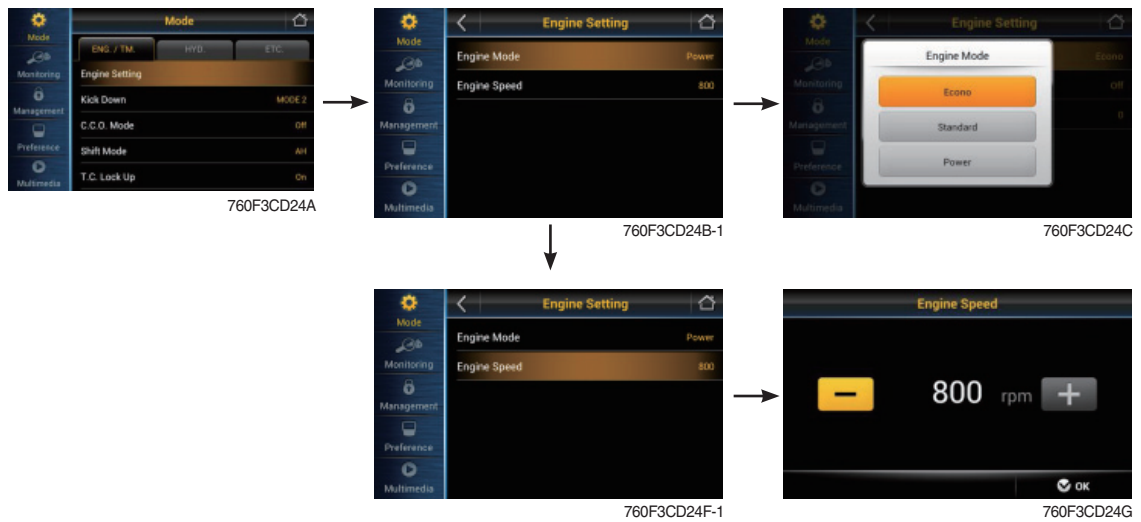 Mode
Mode
Monitoring
Management
Preference
Multimedia
ENG. / TM.
HYD.
ETC.
Engine Setting
Kick Down
MODE 2
C.C.O. Mode
Off
Shift Mode
AH
T.C. Lock Up
On
760F3CD24A
Mode
Monitoring
Management
Preference
Multimedia
Engine Setting
Engine Mode
Power
Engine Speed
800
760F3CD24B-1
Mode
Monitoring
Management
Preference
Multimedia
Engine Setting
Econo
Off
0
Engine Mode
Econo
Standard
Power
760F3CD24C
Mode
Monitoring
Management
Preference
Multimedia
Engine Setting
Engine Mode
Power
Engine Speed
800
760F3CD24F-1
Engine Speed
− 800 rpm +
OK
760F3CD24G